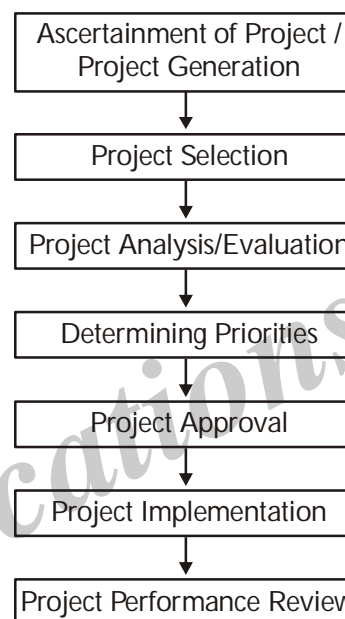 Ascertainment of Project /
Project Generation
Project Selection
Project Analysis/Evaluation
Determining Priorities
Project Approval
Project Implementation
Project Performance Review
cations